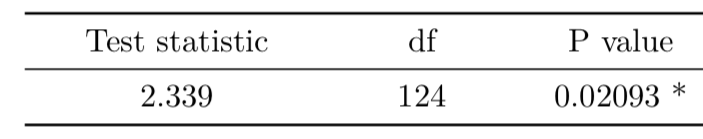 Test statistic df P value
2.339 124 0.02093 *